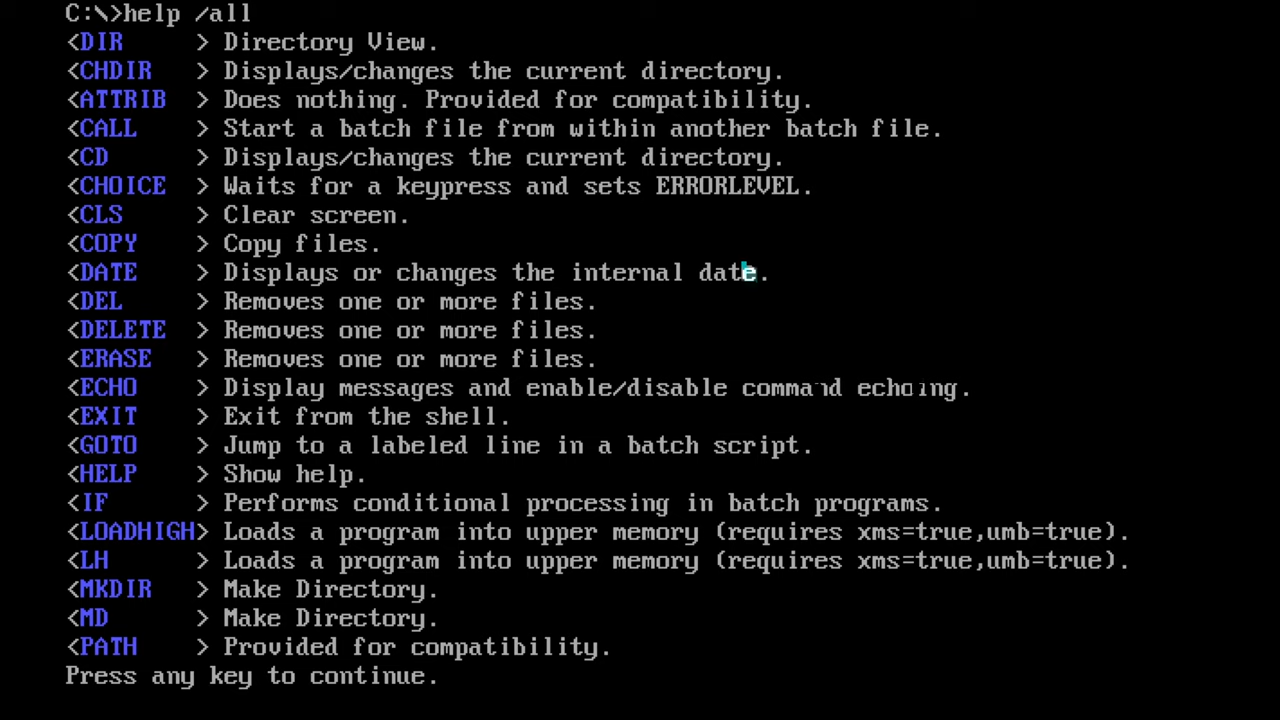 C:\>help /all
<DIR     > Directory View.
<CHDIR   > Displays/changes the current directory.
<ATTRIB  > Does nothing. Provided for compatibility.
<CALL    > Start a batch file from within another batch file.
<CD      > Displays/changes the current directory.
<CHOICE  > Waits for a keypress and sets ERRORLEVEL.
<CLS     > Clear screen.
<COPY    > Copy files.
<DATE    > Displays or changes the internal date.
<DEL     > Removes one or more files.
<DELETE  > Removes one or more files.
<ERASE   > Removes one or more files.
<ECHO    > Display messages and enable/disable command echoing.
<EXIT    > Exit from the shell.
<GOTO    > Jump to a labeled line in a batch script.
<HELP    > Show help.
<IF      > Performs conditional processing in batch programs.
<LOADHIGH> Loads a program into upper memory (requires xms=true,umb=true).
<LH      > Loads a program into upper memory (requires xms=true,umb=true).
<MKDIR   > Make Directory.
<MD      > Make Directory.
<PATH    > Provided for compatibility.
Press any key to continue.